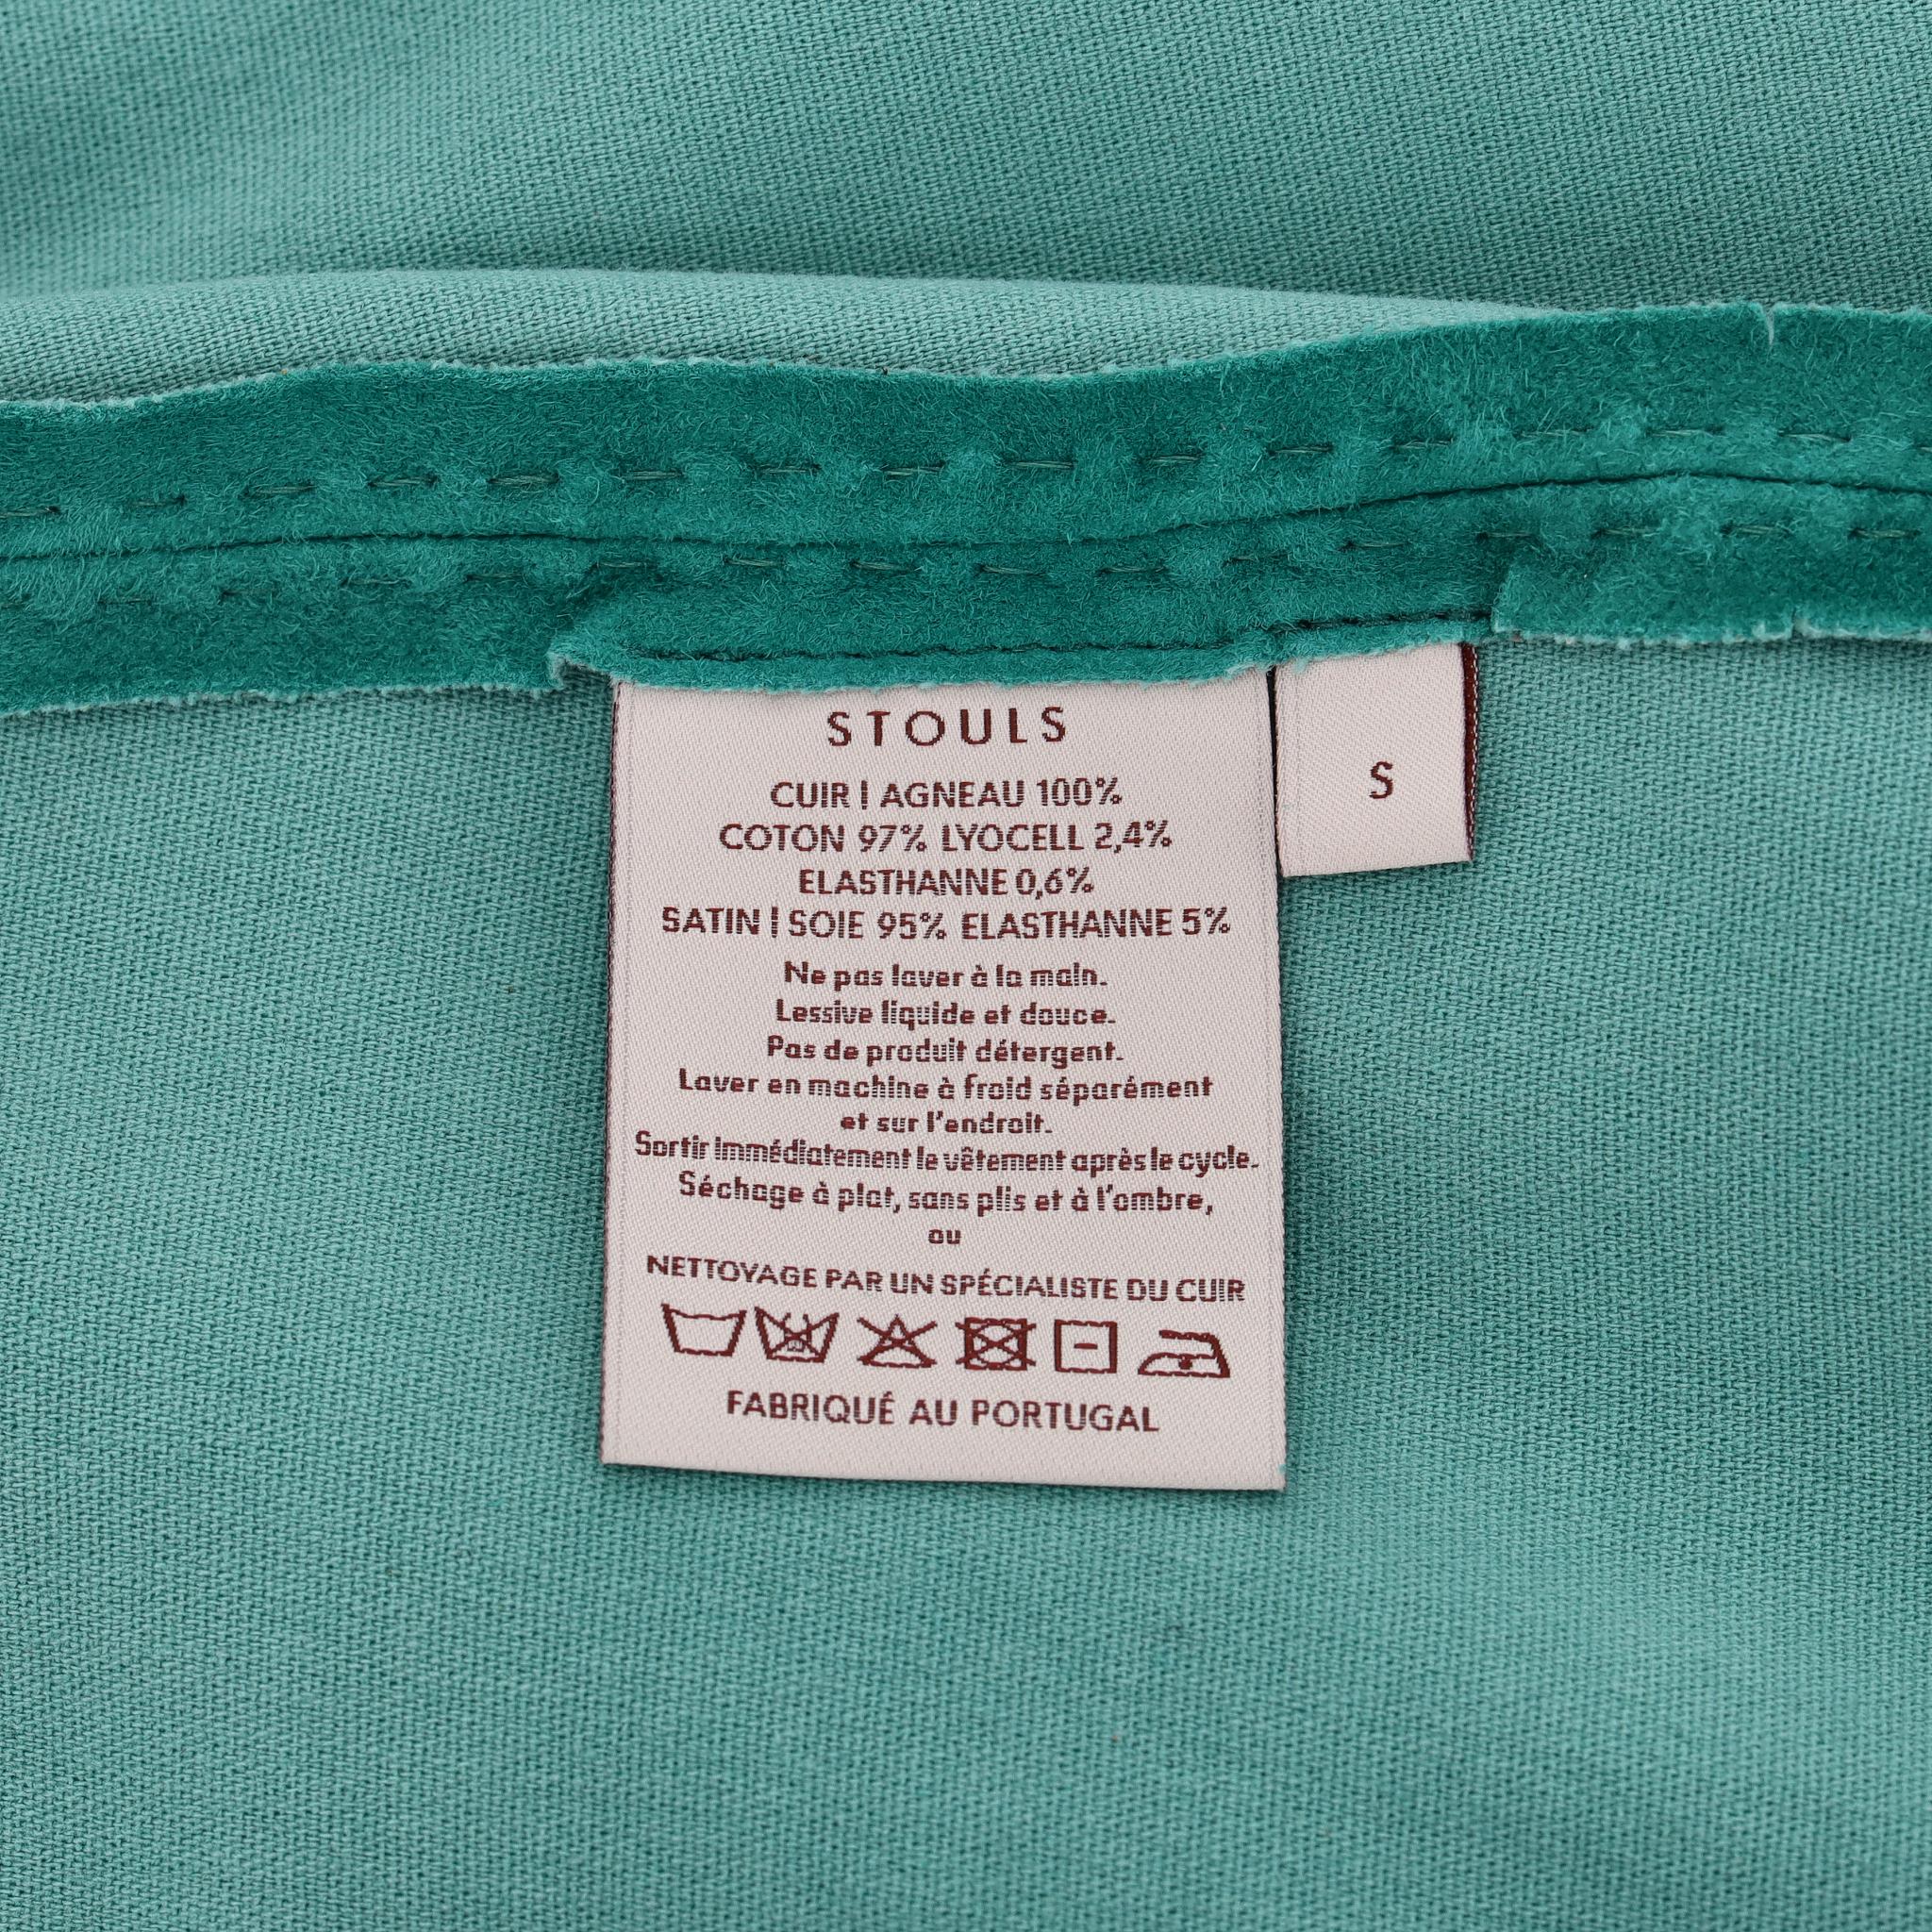 STOULS
CUIR | AGNEAU 100%
COTON 97% LYOCELL 2,4%
ELASTHANNE 0,6%
SATIN | SOIE 95% ELASTHANNE 5%
Ne pas laver à la main.
Lessive liquide et douce.
Pas de produit détergent.
Laver en machine à froid séparément
et sur l'endroit.
Sortir immédiatement le vêtement après le cycle.
Séchage à plat, sans plis et à l'ombre,
ou
NETTOYAGE PAR UN SPÉCIALISTE DU CUIR
FABRIQUÉ AU PORTUGAL
S